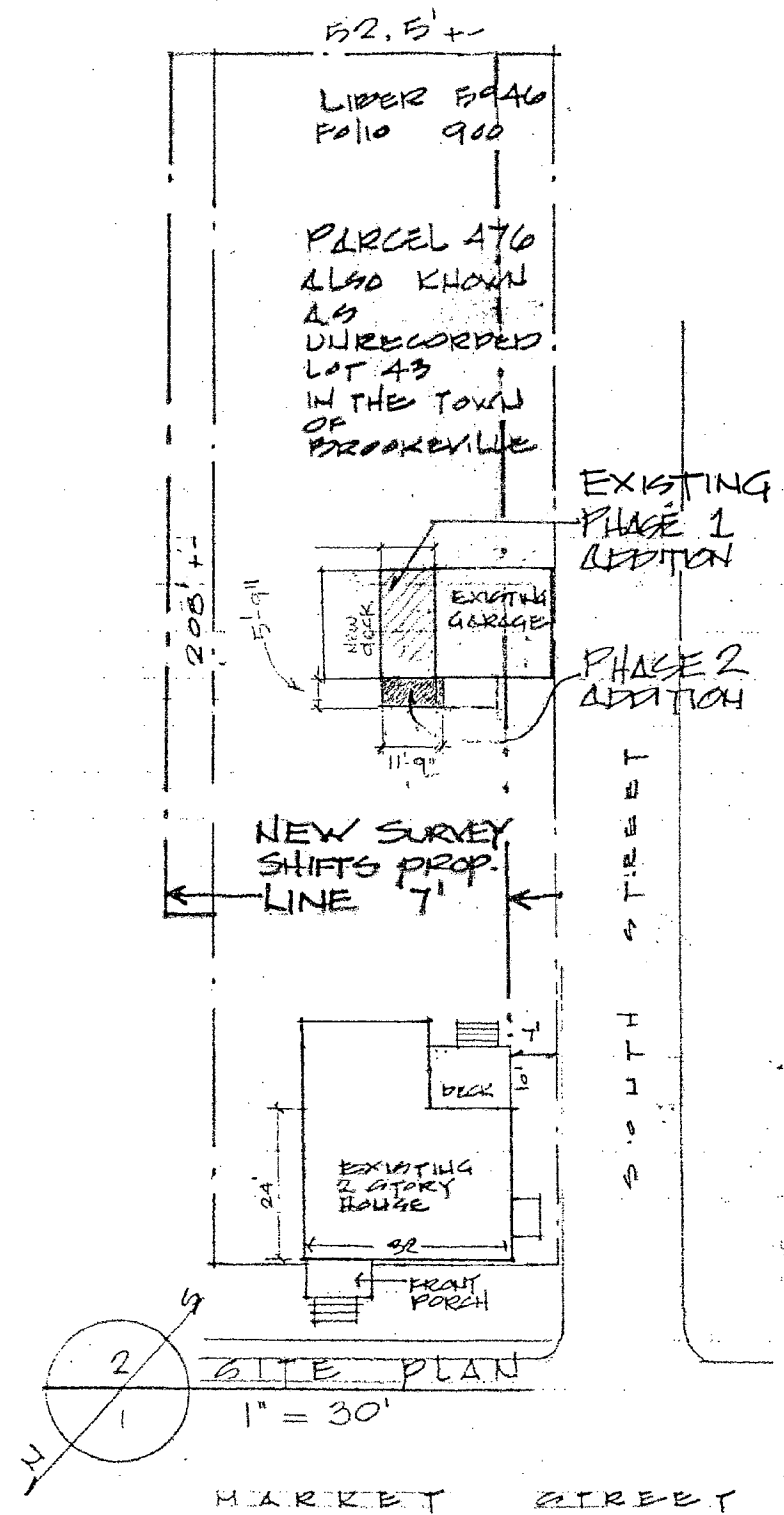 52.5' +-
LIBER 5946
Folio 900
PARCEL 476
ALSO KNOWN
AS
UNRECORDED
LOT 43
IN THE TOWN
OF
BROOKEVILLE
EXISTING
PHASE 1
ADDITION
208' +-
5'-9"
NEW
DECK
EXISTING
GARAGE
PHASE 2
ADDITION
11'-9"
NEW SURVEY
SHIFTS PROP.
LINE 7'
SOUTH STREET
7'
10'
DECK
24'
EXISTING
2 STORY
HOUSE
32
FRONT
PORCH
S
2
1
N
SITE PLAN
1" = 30'
MARKET STREET